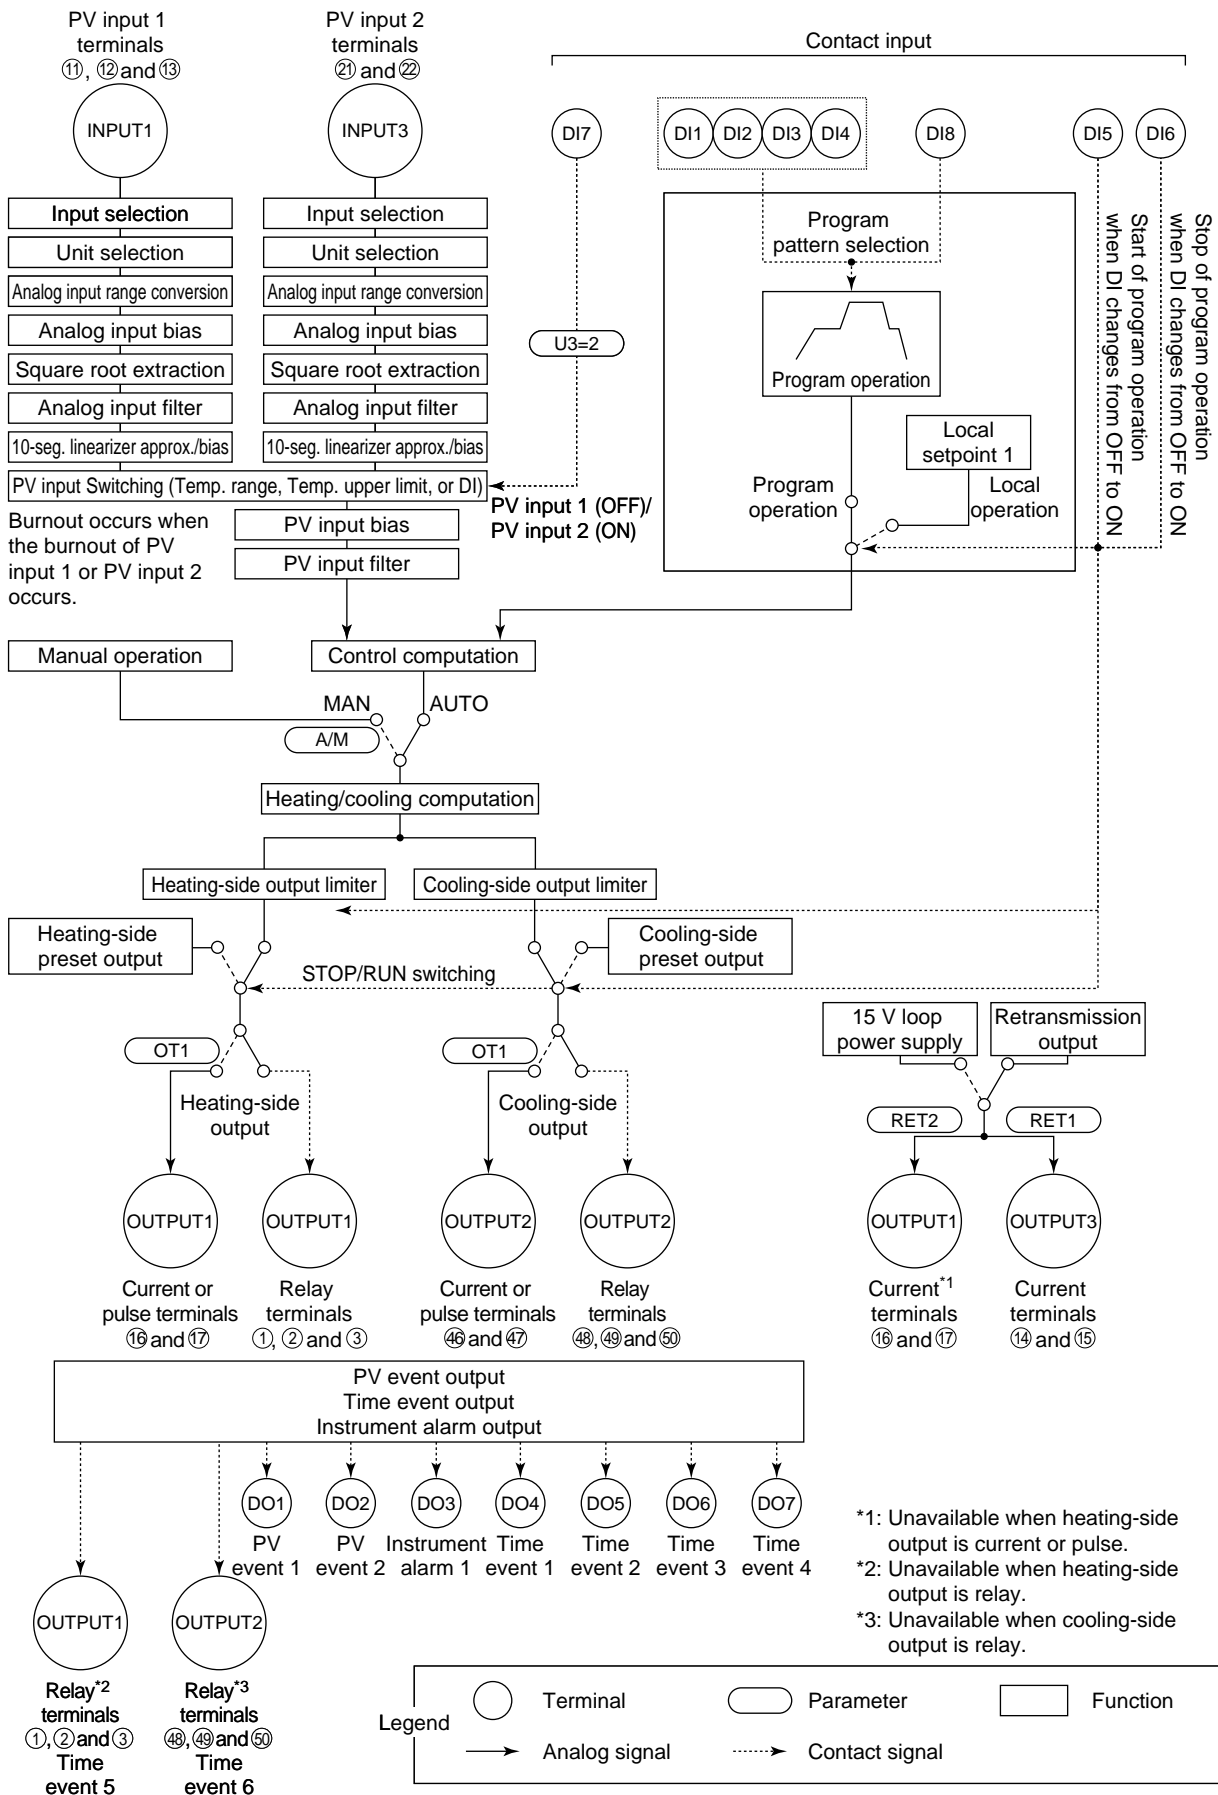 PV input 1
terminals
⑪, ⑫ and ⑬
INPUT1
PV input 2
terminals
㉑ and ㉒
INPUT3
Contact input
DI7
DI1
DI2
DI3
DI4
DI8
DI5
DI6
Input selection
Unit selection
Analog input range conversion
Analog input bias
Square root extraction
Analog input filter
10-seg. linearizer approx./bias
Input selection
Unit selection
Analog input range conversion
Analog input bias
Square root extraction
Analog input filter
10-seg. linearizer approx./bias
PV input Switching (Temp. range, Temp. upper limit, or DI)
U3=2
PV input 1 (OFF)/
PV input 2 (ON)
Burnout occurs when
the burnout of PV
input 1 or PV input 2
occurs.
PV input bias
PV input filter
Program
pattern selection
Program operation
Local
setpoint 1
Program
operation
Local
operation
Start of program operation
when DI changes from OFF to ON
Stop of program operation
when DI changes from OFF to ON
Manual operation
Control computation
MAN
AUTO
A/M
Heating/cooling computation
Heating-side output limiter
Cooling-side output limiter
Heating-side
preset output
STOP/RUN switching
Cooling-side
preset output
OT1
Heating-side
output
OT1
Cooling-side
output
15 V loop
power supply
Retransmission
output
RET2
RET1
OUTPUT1
Current or
pulse terminals
⑯ and ⑰
OUTPUT1
Relay
terminals
①, ② and ③
OUTPUT2
Current or
pulse terminals
㊻ and ㊼
OUTPUT2
Relay
terminals
㊽, ㊾ and ㊿
OUTPUT1
Current*1
terminals
⑯ and ⑰
OUTPUT3
Current
terminals
⑭ and ⑮
PV event output
Time event output
Instrument alarm output
DO1
PV
event 1
DO2
PV
event 2
DO3
Instrument
alarm 1
DO4
Time
event 1
DO5
Time
event 2
DO6
Time
event 3
DO7
Time
event 4
OUTPUT1
Relay*2
terminals
①, ② and ③
Time
event 5
OUTPUT2
Relay*3
terminals
㊽, ㊾ and ㊿
Time
event 6
*1: Unavailable when heating-side
output is current or pulse.
*2: Unavailable when heating-side
output is relay.
*3: Unavailable when cooling-side
output is relay.
Legend
Terminal
Parameter
Function
Analog signal
Contact signal